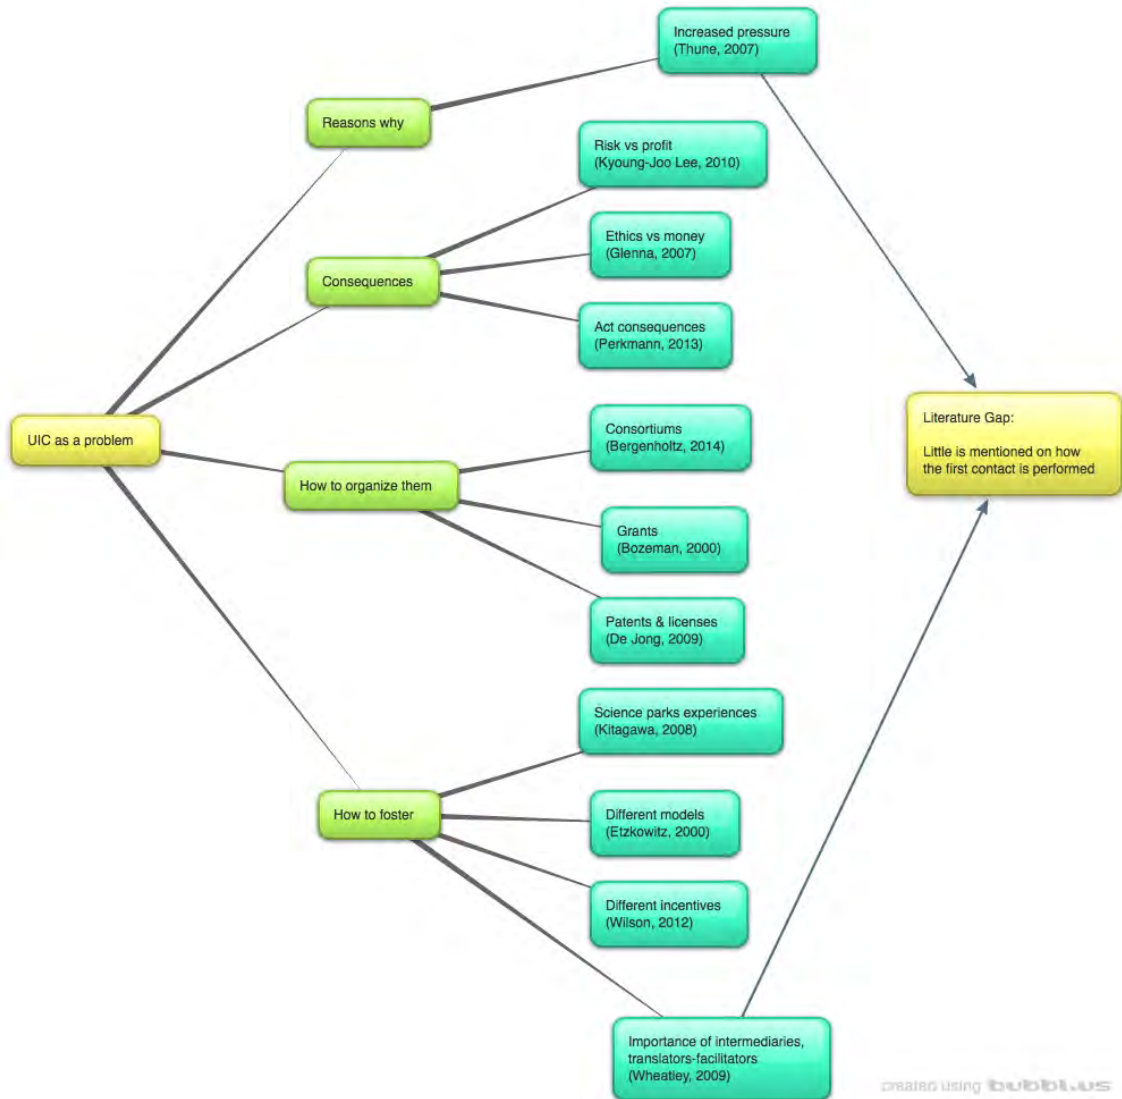 Increased pressure
(Thune, 2007)
Reasons why
Risk vs profit
(Kyoung-Joo Lee, 2010)
Ethics vs money
(Glenna, 2007)
Consequences
Act consequences
(Perkmann, 2013)
UIC as a problem
Consortiums
(Bergenholtz, 2014)
How to organize them
Grants
(Bozeman, 2000)
Patents & licenses
(De Jong, 2009)
Literature Gap:
Little is mentioned on how
the first contact is performed
Science parks experiences
(Kitagawa, 2008)
How to foster
Different models
(Etzkowitz, 2000)
Different incentives
(Wilson, 2012)
Importance of intermediaries,
translators-facilitators
(Wheatley, 2009)
created using bubbl.us